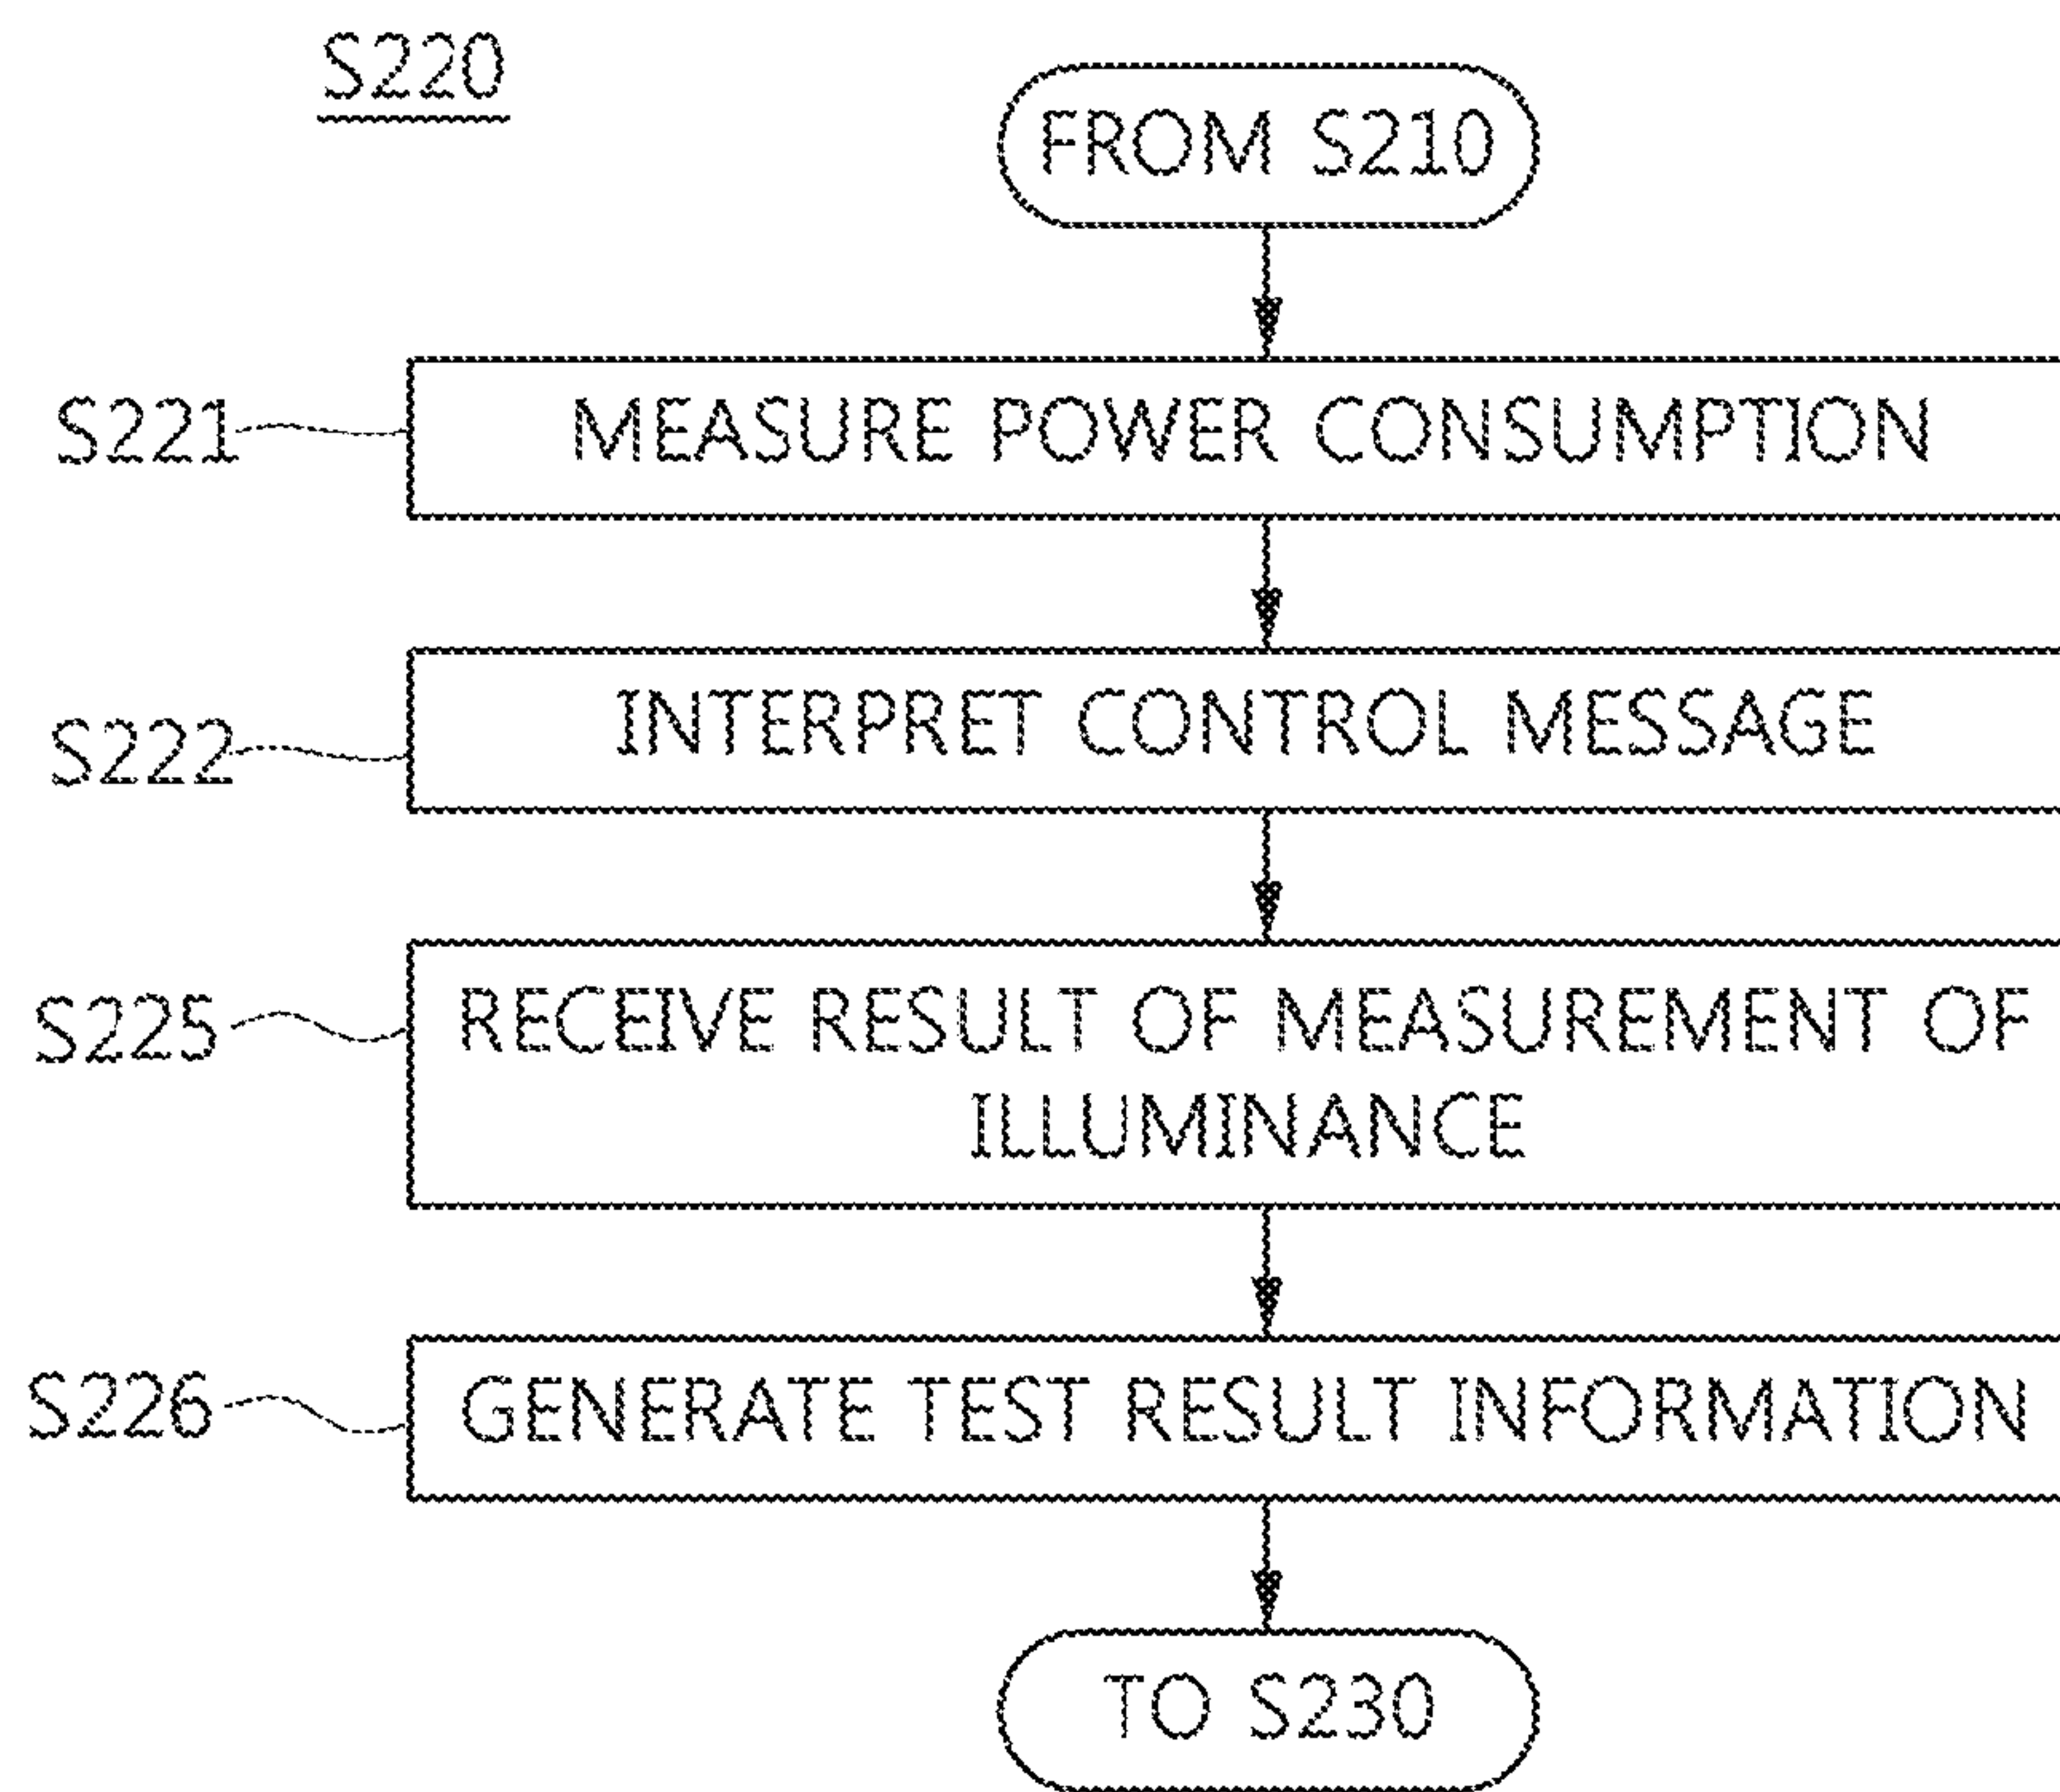 S220
FROM S210
S221
MEASURE POWER CONSUMPTION
S222
INTERPRET CONTROL MESSAGE
S225
RECEIVE RESULT OF MEASUREMENT OF
ILLUMINANCE
S226
GENERATE TEST RESULT INFORMATION
TO S230